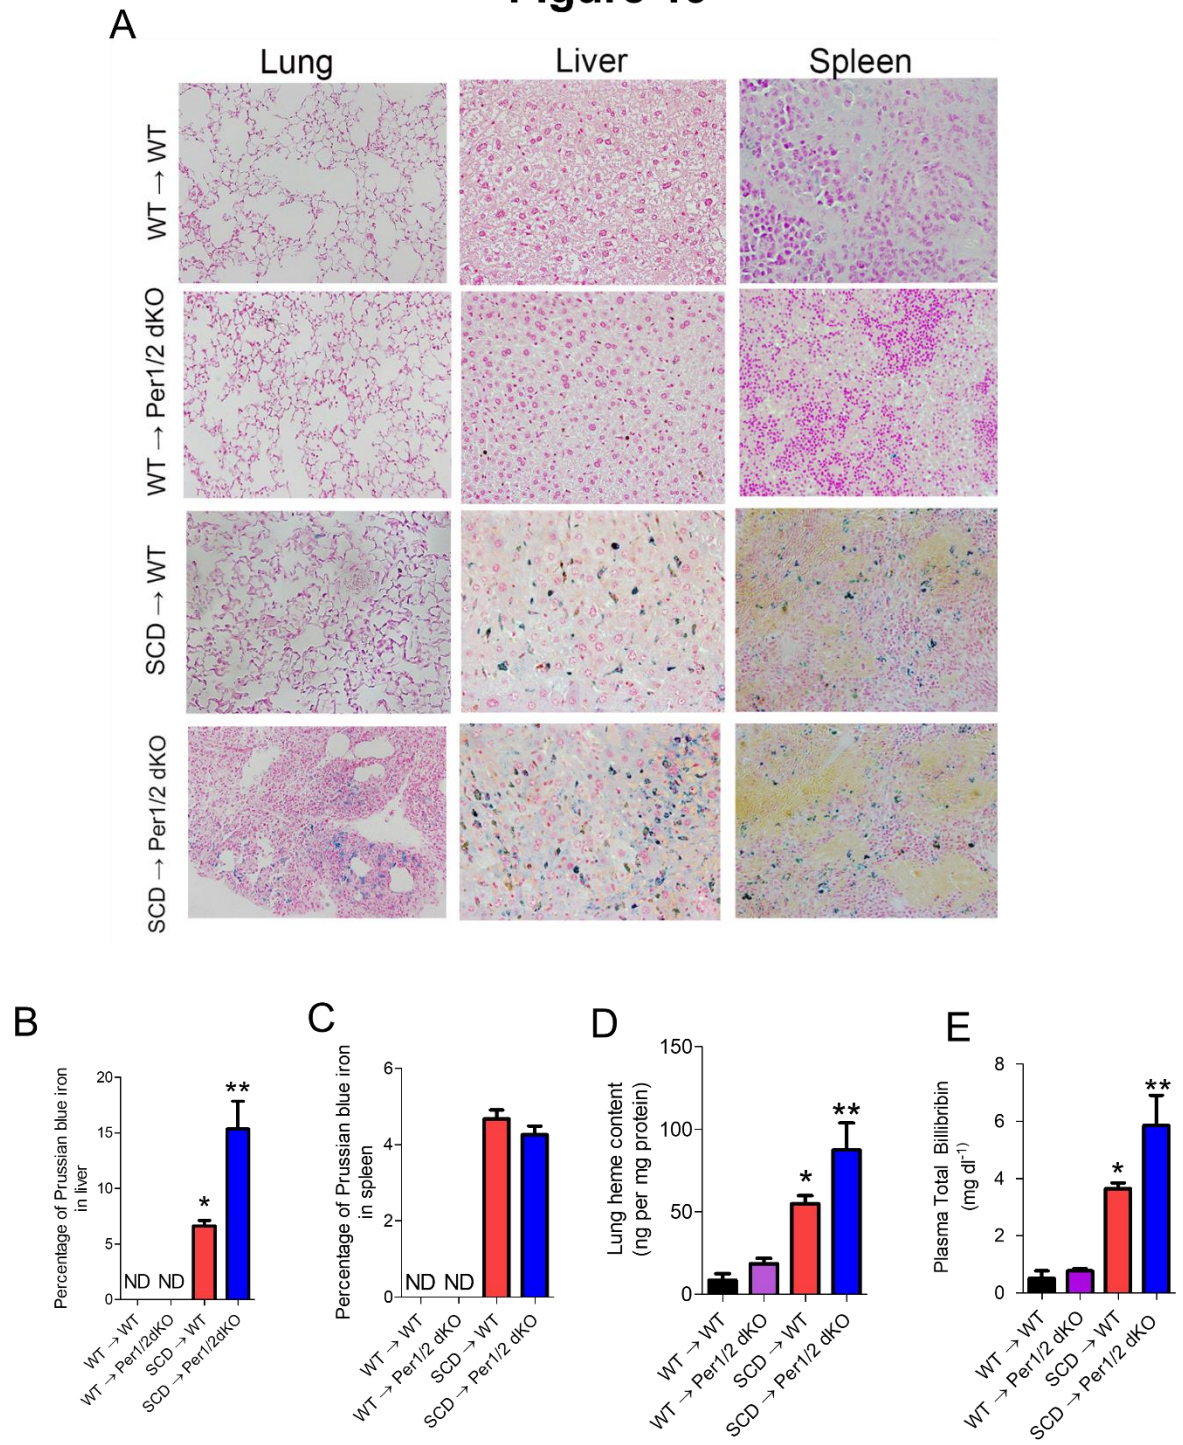 A
Lung Liver Spleen
WT → WT
WT → Per1/2 dKO
SCD → WT
SCD → Per1/2 dKO
B
Percentage of Prussian blue iron
in liver
20
15
10
5
0
ND ND * **
WT → WT
WT → Per1/2dKO
SCD → WT
SCD → Per1/2dKO
C
Percentage of Prussian blue iron
in spleen
6
4
2
0
ND ND
WT → WT
WT → Per1/2 dKO
SCD → WT
SCD → Per1/2 dKO
D
Lung heme content
(ng per mg protein)
150
100
50
0
* **
WT → WT
WT → Per1/2 dKO
SCD → WT
SCD → Per1/2 dKO
E
Plasma Total Billibribin
(mg dl⁻¹)
8
6
4
2
0
* **
WT → WT
WT → Per1/2 dKO
SCD → WT
SCD → Per1/2 dKO